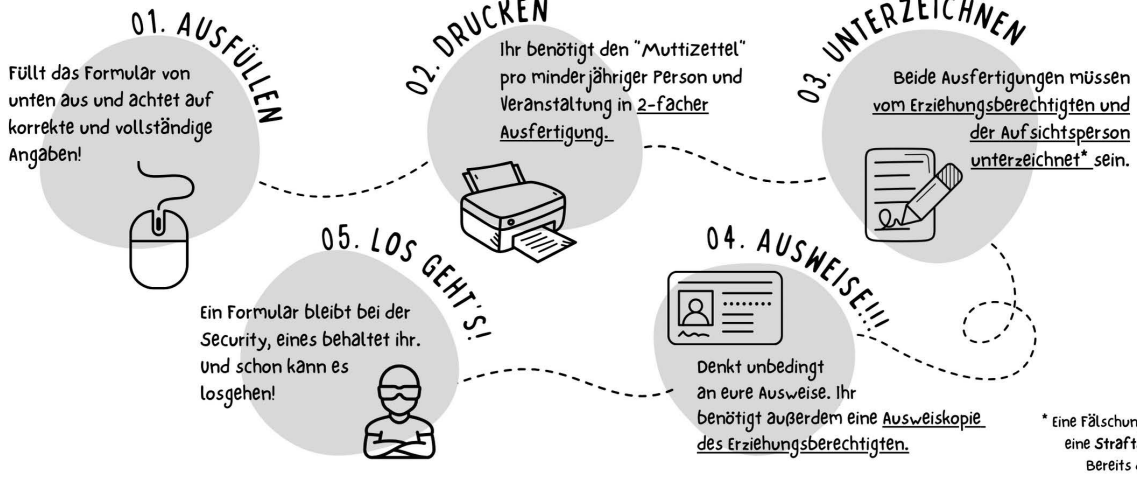 01. AUSFÜLLEN
Füllt das Formular von
unten aus und achtet auf
korrekte und vollständige
Angaben!
02. DRUCKEN
Ihr benötigt den "Muttizettel"
pro minderjähriger Person und
Veranstaltung in 2-facher
Ausfertigung.
03. UNTERZEICHNEN
Beide Ausfertigungen müssen
vom Erziehungsberechtigten und
der Aufsichtsperson
unterzeichnet* sein.
04. AUSWEISE!!!
Denkt unbedingt
an eure Ausweise. Ihr
benötigt außerdem eine Ausweiskopie
des Erziehungsberechtigten.
05. LOS GEHT'S!
Ein Formular bleibt bei der
Security, eines behaltet ihr.
Und schon kann es
losgehen!
* Eine
eine
Bereits